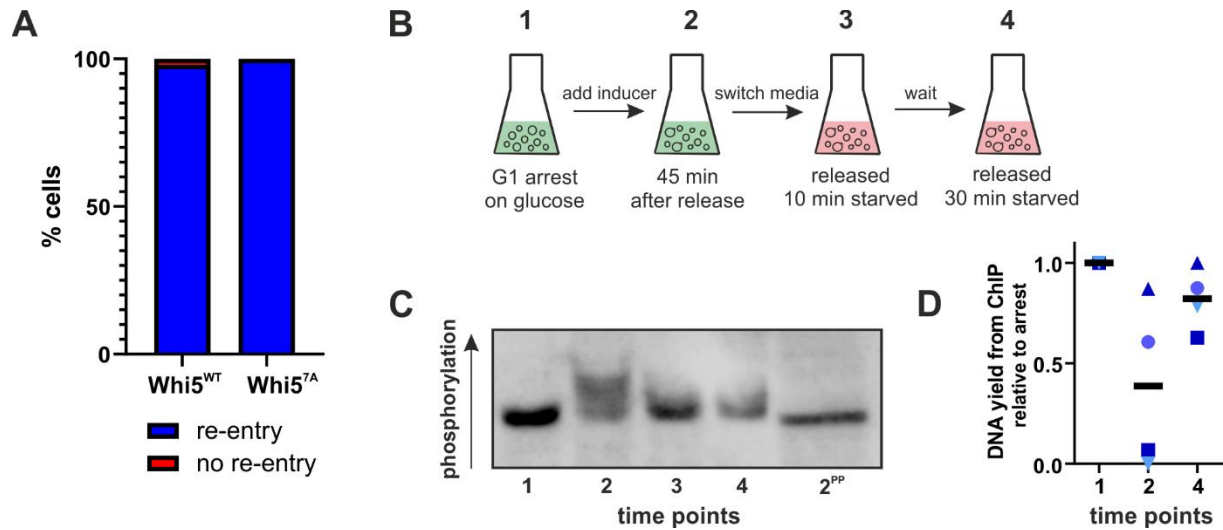 A
% cells
100
50
0
Whi5WT
Whi57A
re-entry
no re-entry
B
1
2
3
4
add inducer
switch media
wait
G1 arrest
on glucose
45 min
after release
released
10 min starved
released
30 min starved
C
phosphorylation
1
2
3
4
2PP
time points
D
DNA yield from ChIP
relative to arrest
1.0
0.5
0.0
1
2
4
time points